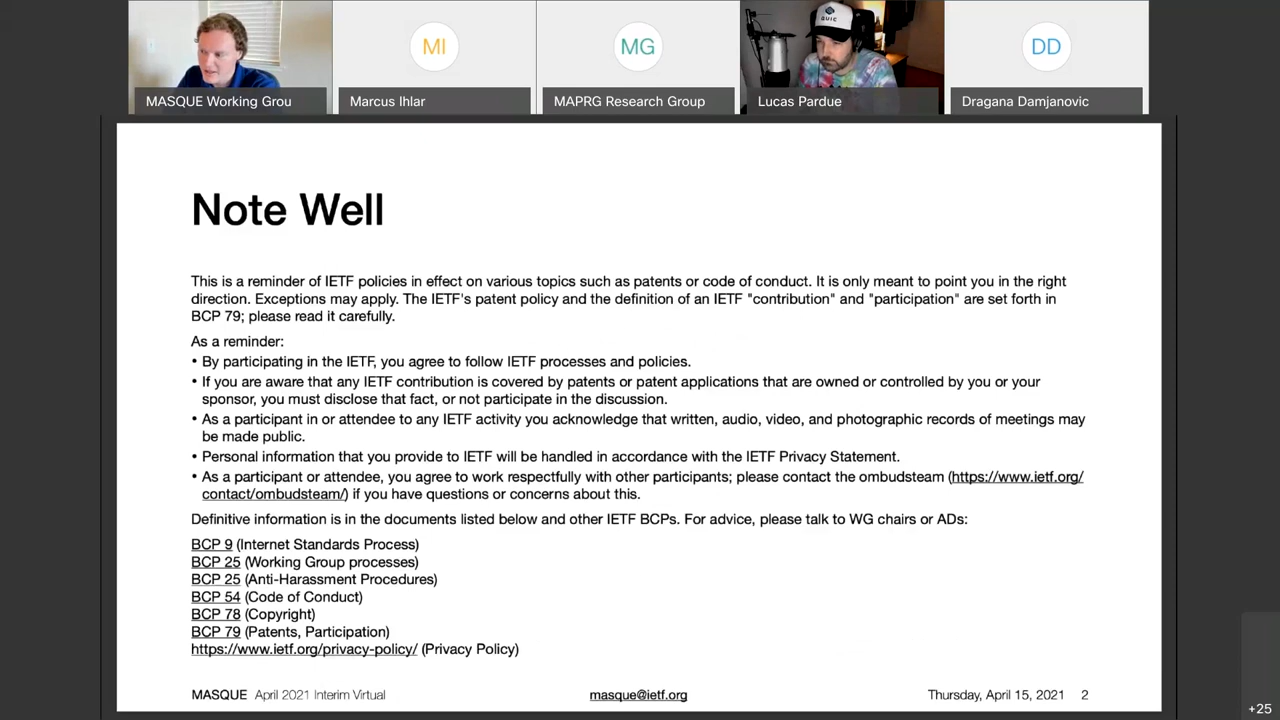 MI
MG
QUIC
DD
MASQUE Working Grou
Marcus Ihlar
MAPRG Research Group
Lucas Pardue
Dragana Damjanovic
Note Well
This is a reminder of IETF policies in effect on various topics such as patents or code of conduct. It is only meant to point you in the right
direction. Exceptions may apply. The IETF's patent policy and the definition of an IETF "contribution" and "participation" are set forth in
BCP 79; please read it carefully.
As a reminder:
• By participating in the IETF, you agree to follow IETF processes and policies.
• If you are aware that any IETF contribution is covered by patents or patent applications that are owned or controlled by you or your
sponsor, you must disclose that fact, or not participate in the discussion.
• As a participant in or attendee to any IETF activity you acknowledge that written, audio, video, and photographic records of meetings may
be made public.
• Personal information that you provide to IETF will be handled in accordance with the IETF Privacy Statement.
• As a participant or attendee, you agree to work respectfully with other participants; please contact the ombudsteam (https://www.ietf.org/
contact/ombudsteam/) if you have questions or concerns about this.
Definitive information is in the documents listed below and other IETF BCPs. For advice, please talk to WG chairs or ADs:
BCP 9 (Internet Standards Process)
BCP 25 (Working Group processes)
BCP 25 (Anti-Harassment Procedures)
BCP 54 (Code of Conduct)
BCP 78 (Copyright)
BCP 79 (Patents, Participation)
https://www.ietf.org/privacy-policy/ (Privacy Policy)
MASQUE April 2021 Interim Virtual
masque@ietf.org
Thursday, April 15, 2021 2
+25